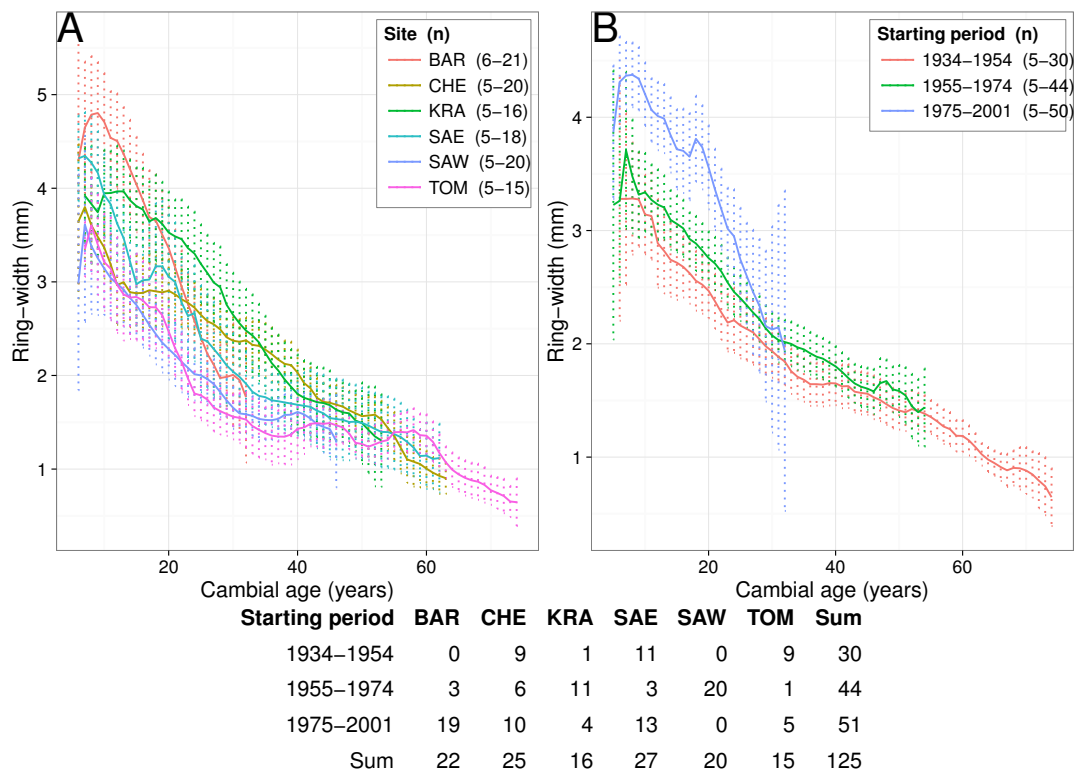 A
Site (n)
BAR (6−21)
CHE (5−20)
KRA (5−16)
SAE (5−18)
SAW (5−20)
TOM (5−15)
5
4
3
2
1
Ring−width (mm)
20 40 60
Cambial age (years)
B
Starting period (n)
1934−1954 (5−30)
1955−1974 (5−44)
1975−2001 (5−50)
4
3
2
1
Ring−width (mm)
20 40 60
Cambial age (years)
Starting period BAR CHE KRA SAE SAW TOM Sum
1934−1954 0 9 1 11 0 9 30
1955−1974 3 6 11 3 20 1 44
1975−2001 19 10 4 13 0 5 51
Sum 22 25 16 27 20 15 125